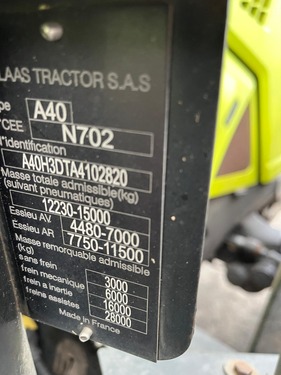 LAAS TRACTOR S.A.S
pe A40
/CEE N702
n°identification
A40H3DTA4102820
Masse totale admissible(kg)
(suivant pneumatiques)
12230-15000
Essieu AV. 4480-7000
Essieu AR 7750-11500
Masse remorquable admissible
(kg)
sans frein 3000
frein mecanique 6000
frein a inertie 16000
freins assistes 28000
Made in France